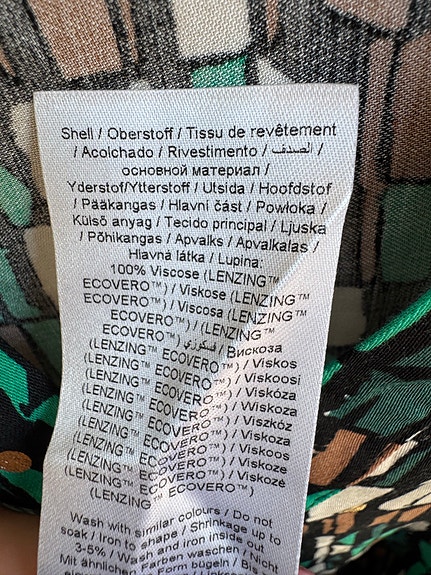 Shell / Oberstoff / Tissu de revêtement
/ Acolchado / Rivestimento / الصدف /
основной материал /
Yderstof/Ytterstoff / Utsida / Hoofdstof
/ Pääkangas / Hlavní část / Powłoka /
Külső anyag / Tecido principal / Ljuska
/ Põhikangas / Apvalks / Apvalkalas /
Hlavná látka / Lupina:
100% Viscose (LENZING™
ECOVERO™) / Viskose (LENZING™
ECOVERO™) / Viscosa (LENZING™
ECOVERO™) / (LENZING™
ECOVERO™) فسكوزي / Вискоза
(LENZING™ ECOVERO™) / Viskos
(LENZING™ ECOVERO™) / Viskoosi
(LENZING™ ECOVERO™) / Viskóza
(LENZING™ ECOVERO™) / Wiskoza
(LENZING™ ECOVERO™) / Viszkóz
(LENZING™ ECOVERO™) / Viskoza
(LENZING™ ECOVERO™) / Viskoos
(LENZING™ ECOVERO™) / Viskoze
(LENZING™ ECOVERO™) / Viskozė
(LENZING™ ECOVERO™)
Wash with similar colours / Do not
soak / Iron to shape / Shrinkage up to
3-5% / Wash and iron inside out
Mit ähnlichen Farben waschen / Nicht
Form bügeln / Bis